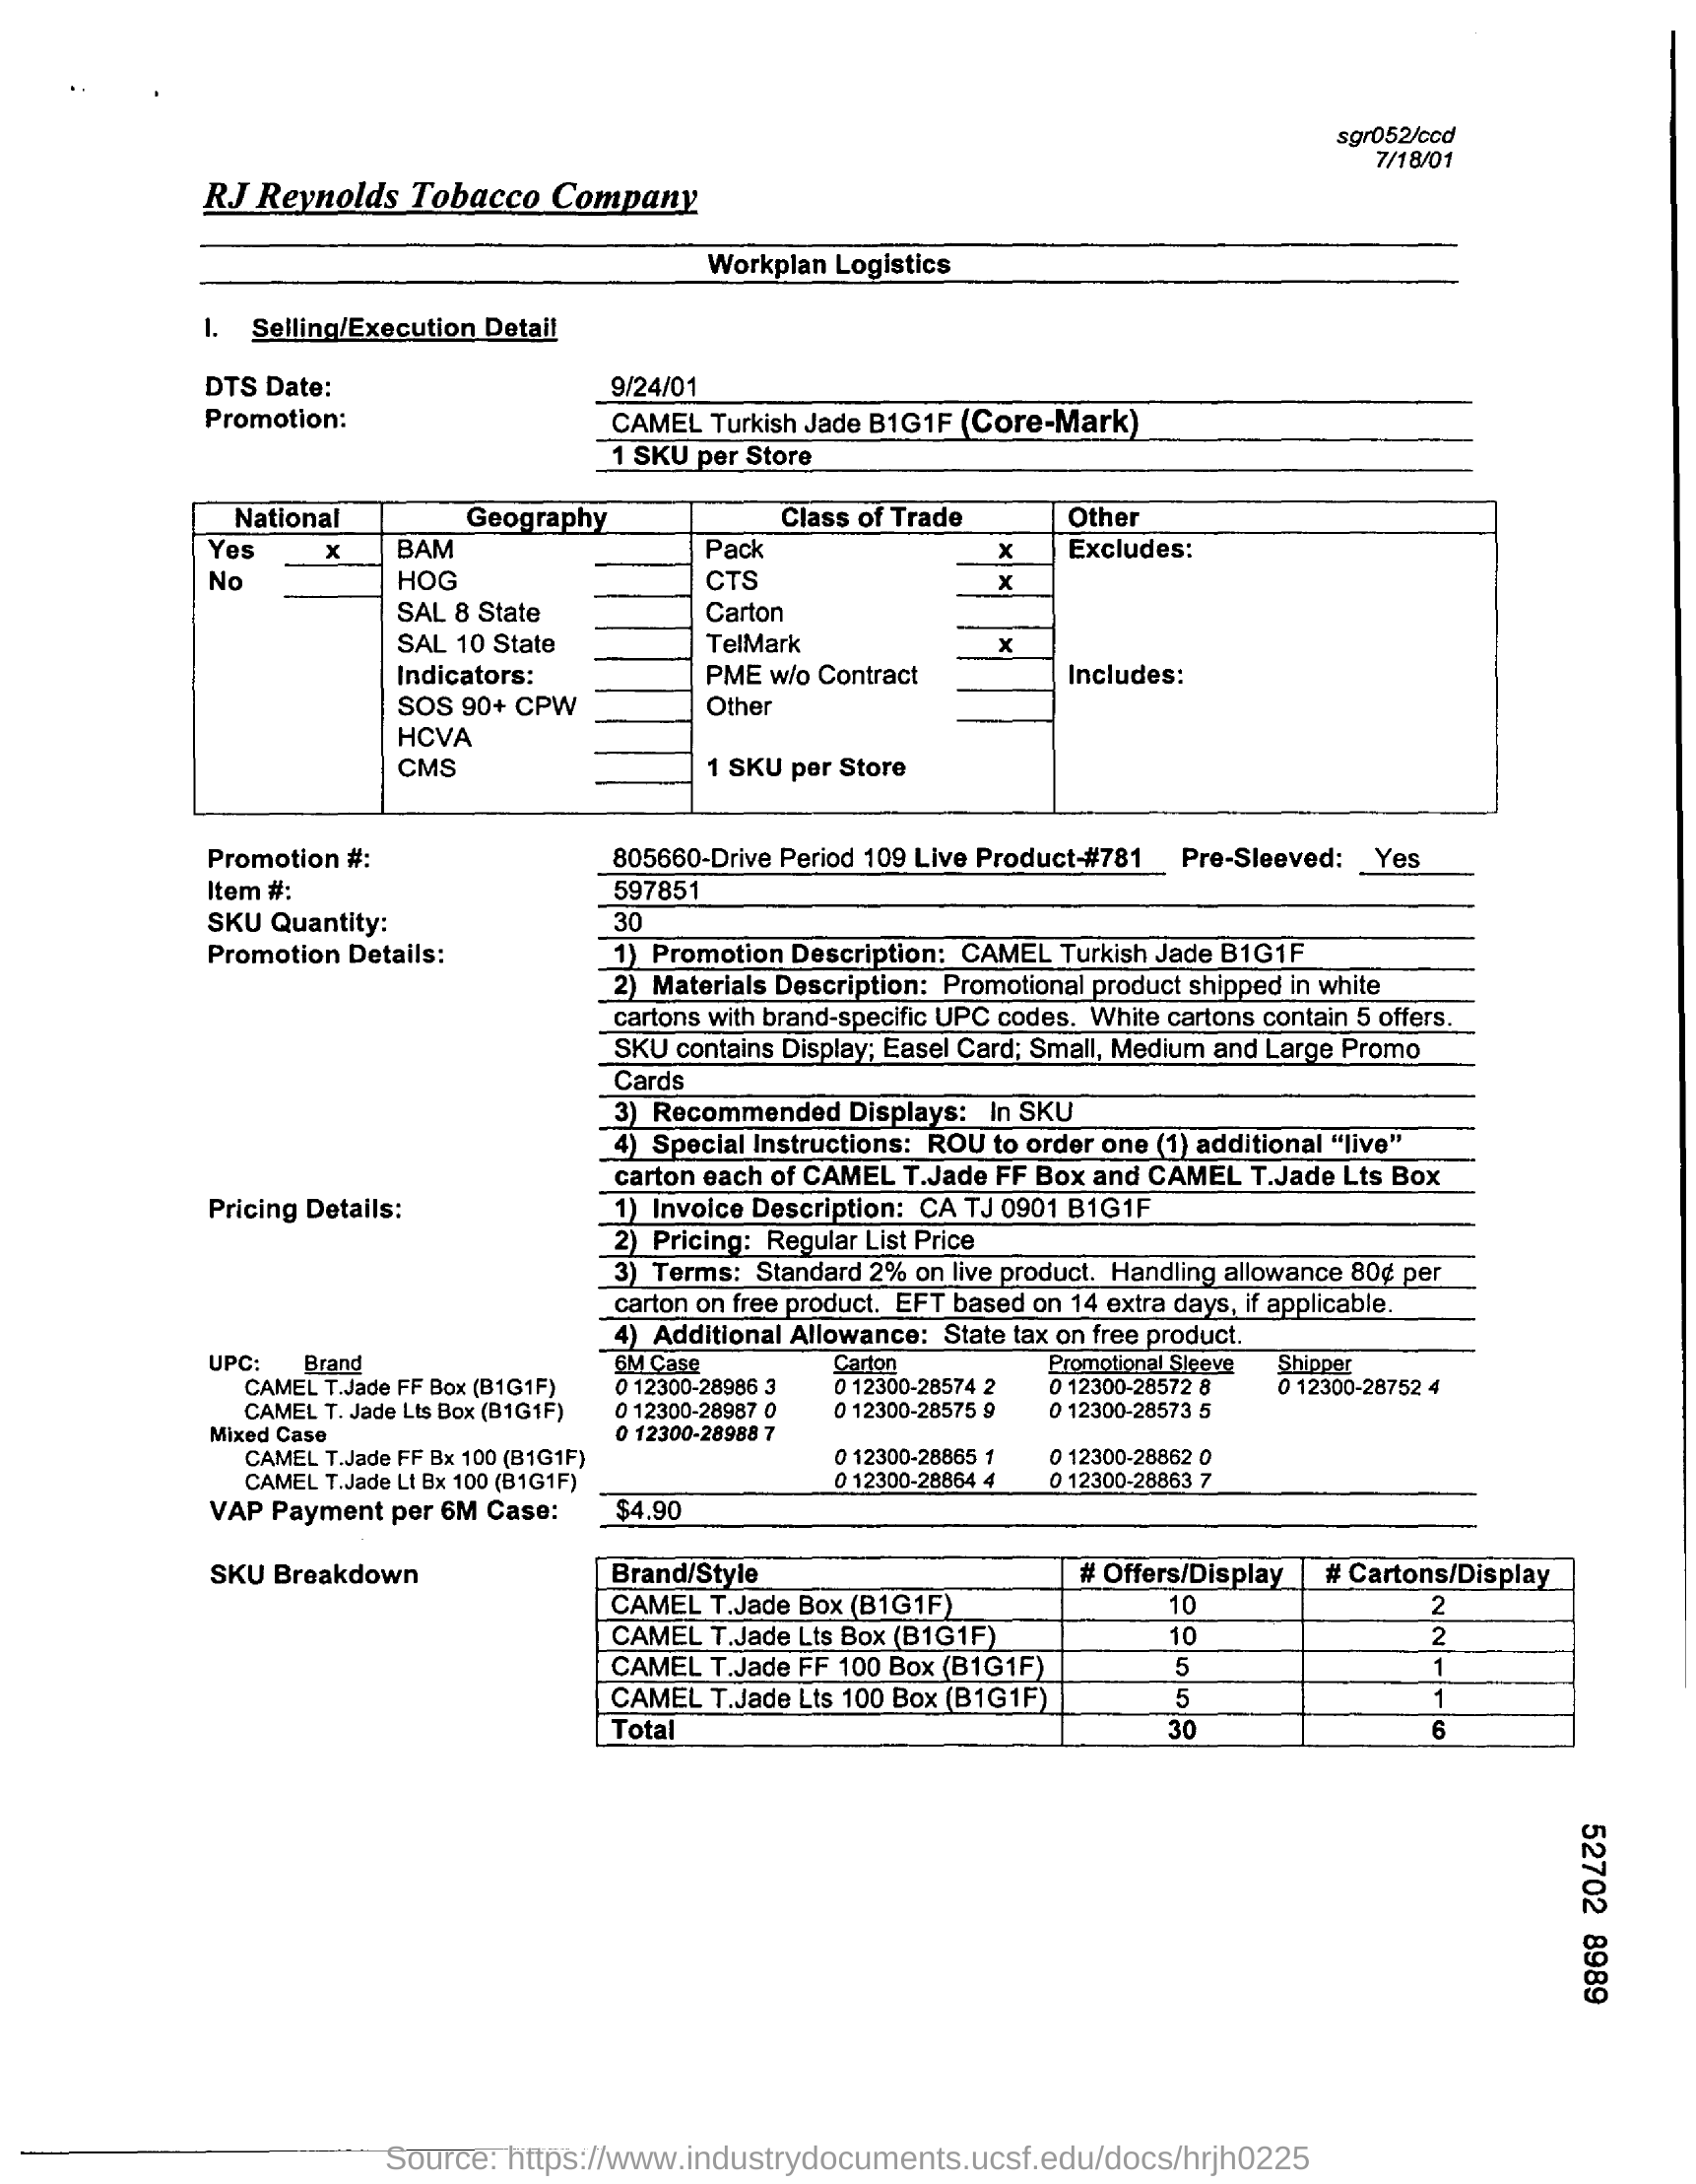 sgr052/ccd
7/18/01
RJ Reynolds Tobacco Company
Workplan Logistics
I. Selling/Execution Detail
DTS Date: 9/24/01
Promotion: CAMEL Turkish Jade B1G1F (Core-Mark)
1 SKU per Store
National Geography Class of Trade Other
Yes x BAM Pack x Excludes:
No HOG CTS x
SAL 8 State Carton
SAL 10 State TelMark x
Indicators: PME w/o Contract Includes:
SOS 90+ CPW Other
HCVA
CMS 1 SKU per Store
Promotion #: 805660-Drive Period 109 Live Product-#781 Pre-Sleeved: Yes
Item #: 597851
SKU Quantity: 30
Promotion Details: 1) Promotion Description: CAMEL Turkish Jade B1G1F
2) Materials Description: Promotional product shipped in white
cartons with brand-specific UPC codes. White cartons contain 5 offers.
SKU contains Display; Easel Card; Small, Medium and Large Promo
Cards
3) Recommended Displays: In SKU
4) Special Instructions: ROU to order one (1) additional “live”
carton each of CAMEL T.Jade FF Box and CAMEL T.Jade Lts Box
Pricing Details: 1) Invoice Description: CA TJ 0901 B1G1F
2) Pricing: Regular List Price
3) Terms: Standard 2% on live product. Handling allowance 80¢ per
carton on free product. EFT based on 14 extra days, if applicable.
4) Additional Allowance: State tax on free product.
UPC: Brand 6M Case Carton Promotional Sleeve Shipper
CAMEL T.Jade FF Box (B1G1F) 0 12300-28986 3 0 12300-28574 2 0 12300-28572 8 0 12300-28752 4
CAMEL T. Jade Lts Box (B1G1F) 0 12300-28987 0 0 12300-28575 9 0 12300-28573 5
Mixed Case 0 12300-28988 7
CAMEL T.Jade FF Bx 100 (B1G1F) 0 12300-28865 1 0 12300-28862 0
CAMEL T.Jade Lt Bx 100 (B1G1F) 0 12300-28864 4 0 12300-28863 7
VAP Payment per 6M Case: $4.90
SKU Breakdown Brand/Style # Offers/Display # Cartons/Display
CAMEL T.Jade Box (B1G1F) 10 2
CAMEL T.Jade Lts Box (B1G1F) 10 2
CAMEL T.Jade FF 100 Box (B1G1F) 5 1
CAMEL T.Jade Lts 100 Box (B1G1F) 5 1
Total 30 6
52702 8989
Source: https://www.industrydocuments.ucsf.edu/docs/hrjh0225